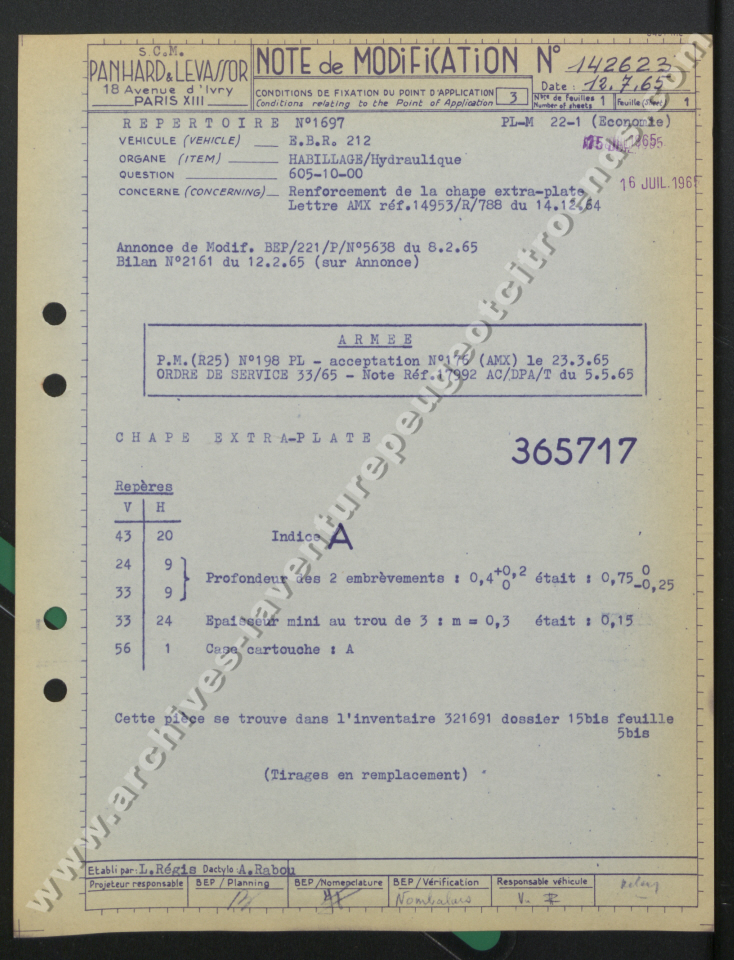 S.C.M.
PANHARD & LEVASSOR
18 Avenue d'Ivry
PARIS XIII
NOTE de MODIFICATION N° 142623
Date : 12.7.65
CONDITIONS DE FIXATION DU POINT D'APPLICATION
Conditions relating to the Point of Application
3
Nbre de feuilles 1
Number of sheets
Feuille (Sheet) 1
REPERTOIRE N°1697 PL-M 22-1 (Economie)
VÉHICULE (VEHICLE) E.B.R. 212
ORGANE (ITEM) HABILLAGE/Hydraulique
QUESTION 605-10-00
16 JUIL. 1965
CONCERNE (CONCERNING) Renforcement de la chape extra-plate
Lettre AMX réf.14953/R/788 du 14.12.64
Annonce de Modif. BEP/221/P/N°5638 du 8.2.65
Bilan N°2161 du 12.2.65 (sur Annonce)
ARMEE
P.M.(R25) N°198 PL - acceptation N°176 (AMX) le 23.3.65
ORDRE DE SERVICE 33/65 - Note Réf.17992 AC/DPA/T du 5.5.65
CHAPE EXTRA-PLATE
365717
Repères
V H
43 20 Indice A
24 9
33 9
Profondeur des 2 embrèvements : 0,4 +0,2 0 était : 0,75 0 -0,25
33 24 Epaisseur mini au trou de 3 : m = 0,3 était : 0,15
56 1 Case cartouche : A
Cette pièce se trouve dans l'inventaire 321691 dossier 15bis feuille
5bis
(Tirages en remplacement)
Etabli par: L.Régis Dactylo: A.Rabou
Projeteur responsable
BEP / Planning
BEP / Nomenclature
BEP / Vérification
Responsable véhicule
www.archives-laventurepeugeotcitroends.com